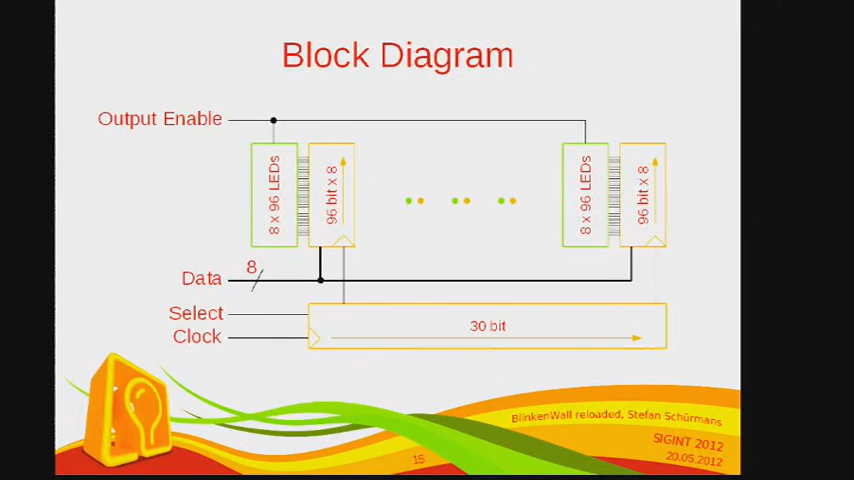 Block Diagram
Output Enable
8 x 96 LEDs
96 bit x 8
8 x 96 LEDs
96 bit x 8
8
Data
Select
30 bit
Clock
BlinkenWall reloaded, Stefan Schürmans
SIGINT 2012
15
20.05.2012